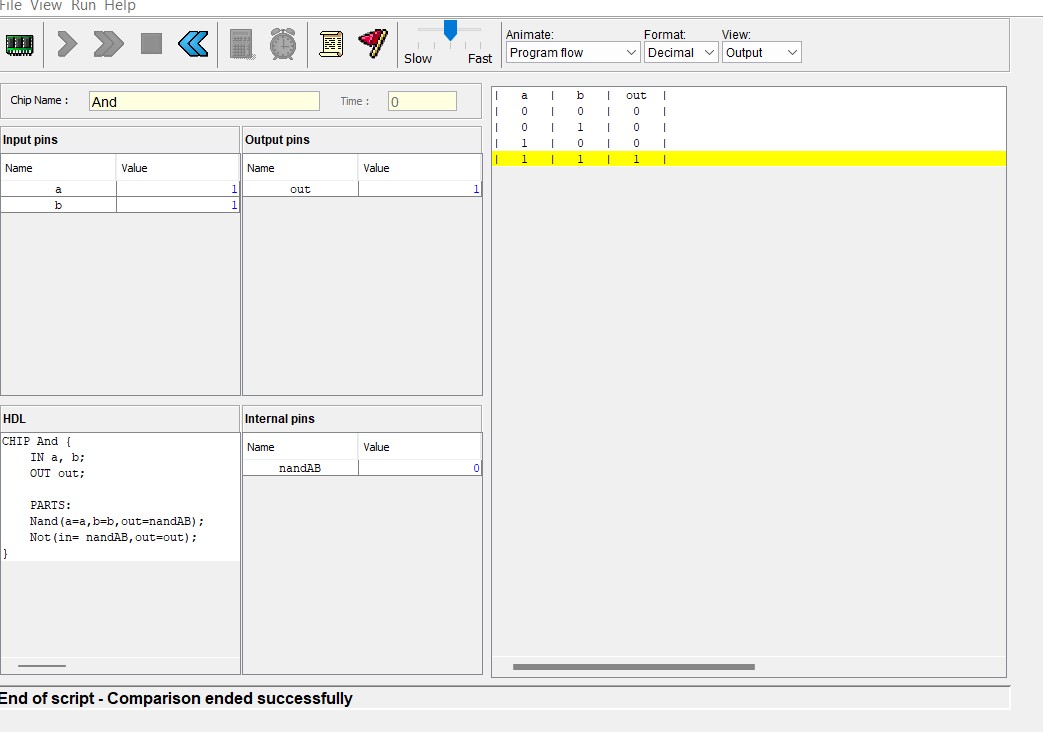 File View Run Help
Animate: Format: View:
Slow Fast Program flow Decimal Output
Chip Name : And Time : 0
Input pins Output pins
Name Value Name Value
a 1 out 1
b 1
| a | b | out |
| 0 | 0 | 0 |
| 0 | 1 | 0 |
| 1 | 0 | 0 |
| 1 | 1 | 1 |
HDL
CHIP And {
IN a, b;
OUT out;
PARTS:
Nand(a=a,b=b,out=nandAB);
Not(in= nandAB,out=out);
}
Internal pins
Name Value
nandAB 0
End of script - Comparison ended successfully